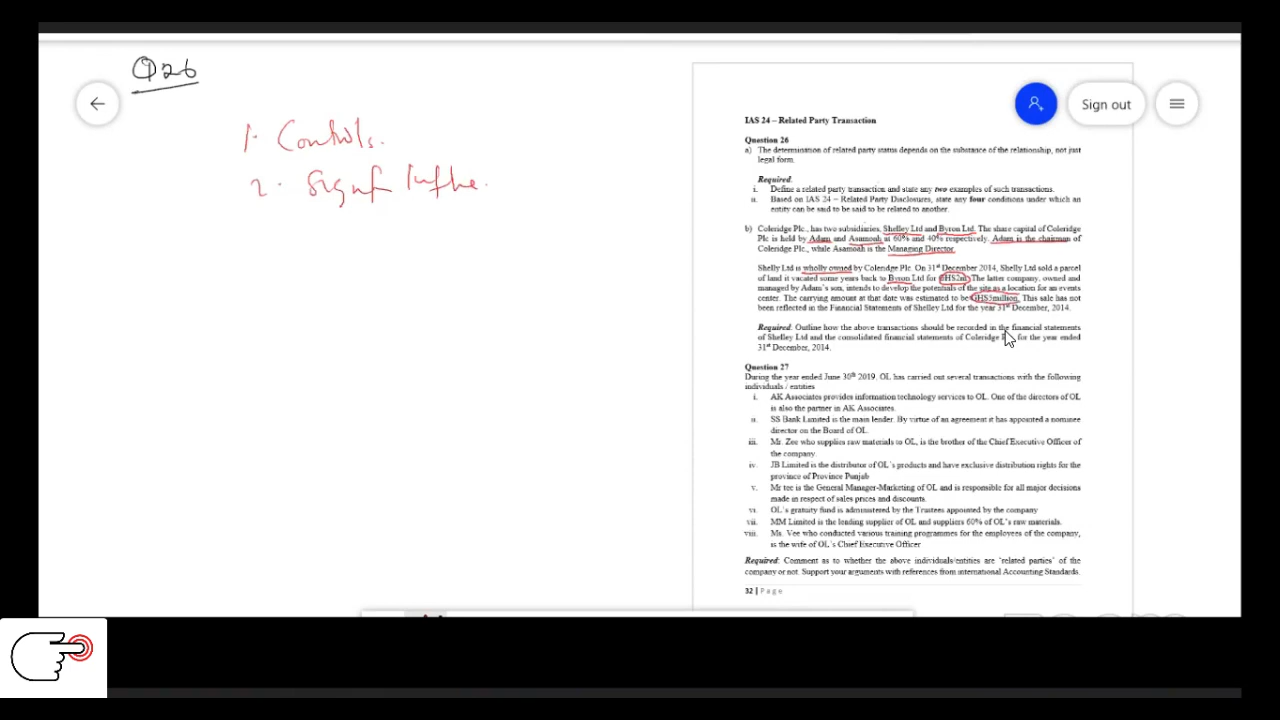 Q26
1. Controls.
2. Signf Influe.
Sign out
IAS 24 – Related Party Transaction
Question 26
a) The determination of related party status depends on the substance of the relationship, not just
legal form.
Required.
i. Define a related party transaction and state any two examples of such transactions.
ii. Based on IAS 24 – Related Party Disclosures, state any four conditions under which an
entity can be said to be said to be related to another.
b) Coleridge Plc., has two subsidiaries, Shelley Ltd and Byron Ltd. The share capital of Coleridge
Plc is held by Adam and Asamoah at 60% and 40% respectively. Adam is the chairman of
Coleridge Plc., while Asamoah is the Managing Director.
Shelly Ltd is wholly owned by Coleridge Plc. On 31st December 2014, Shelly Ltd sold a parcel
of land it vacated some years back to Byron Ltd for GHS2m. The latter company, owned and
managed by Adam's son, intends to develop the potentials of the site as a location for an events
center. The carrying amount at that date was estimated to be GHS5million. This sale has not
been reflected in the Financial Statements of Shelly Ltd for the year 31st December, 2014.
Required: Outline how the above transactions should be recorded in the financial statements
of Shelly Ltd and the consolidated financial statements of Coleridge for the year ended
31st December, 2014.
Question 27
During the year ended June 30th 2019. OL has carried out several transactions with the following
individuals / entities
i. AK Associates provides information technology services to OL. One of the directors of OL
is also the partner in AK Associates.
ii. SS Bank Limited is the main lender. By virtue of an agreement it has appointed a nominee
director on the Board of OL.
iii. Mr. Zee who supplies raw materials to OL, is the brother of the Chief Executive Officer of
the company.
iv. JB Limited is the distributor of OL's products and have exclusive distribution rights for the
province of Province Punjab
v. Mr tee is the General Manager-Marketing of OL and is responsible for all major decisions
made in respect of sales prices and discounts.
vi. OL's gratuity fund is administered by the Trustees appointed by the company
vii. MM Limited is the leading supplier of OL and suppliers 60% of OL's raw materials.
viii. Ms. Vee who conducted various training programmes for the employees of the company,
is the wife of OL's Chief Executive Officer
Required: Comment as to whether the above individuals/entities are 'related parties' of the
company or not. Support your arguments with references from international Accounting Standards.
32 | Page